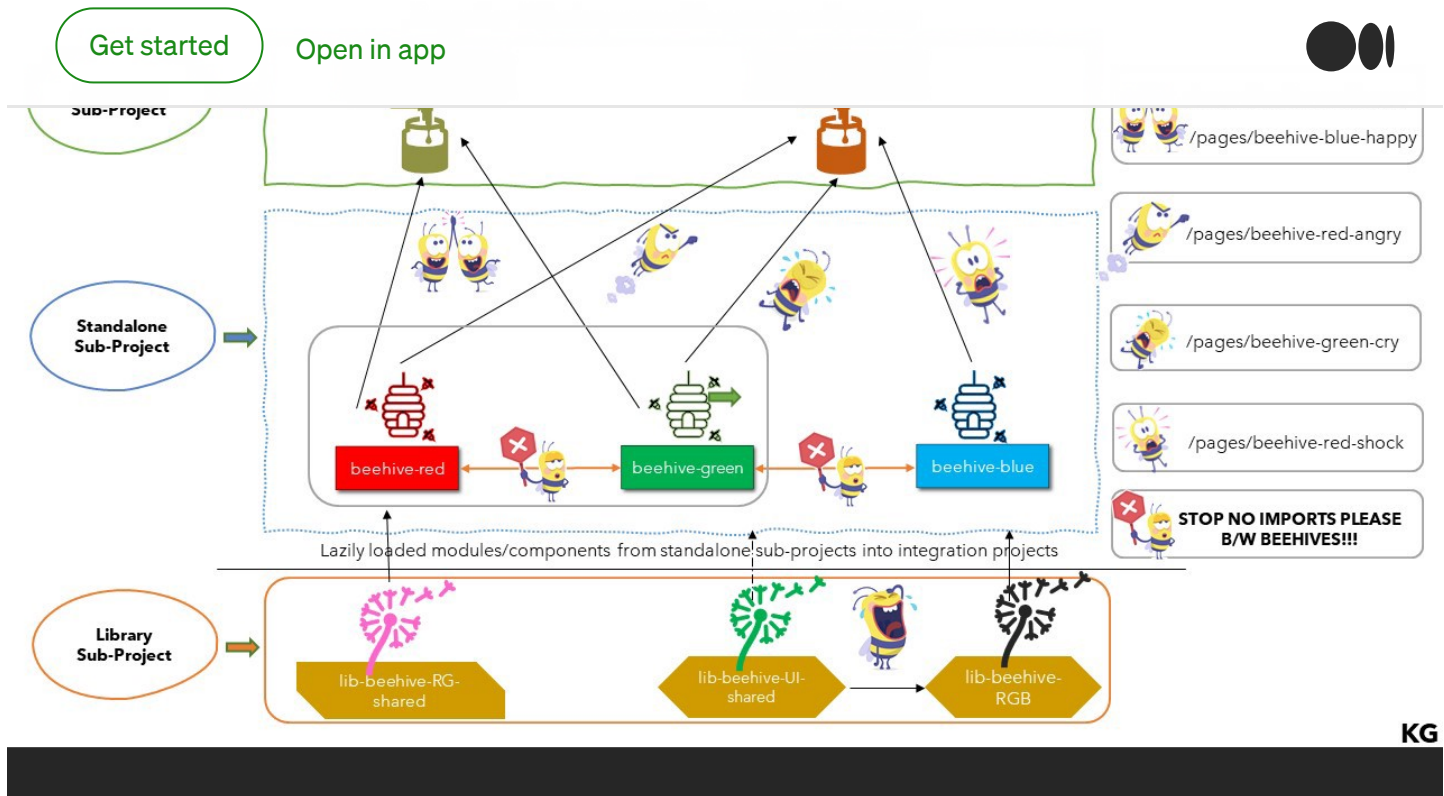 Get started
Open in app
Sub-Project
/pages/beehive-blue-happy
/pages/beehive-red-angry
Standalone
Sub-Project
/pages/beehive-green-cry
/pages/beehive-red-shock
beehive-red
beehive-green
beehive-blue
STOP NO IMPORTS PLEASE
B/W BEEHIVES!!!
Lazily loaded modules/components from standalone sub-projects into integration projects
Library
Sub-Project
lib-beehive-RG-
shared
lib-beehive-UI-
shared
lib-beehive-
RGB
KG